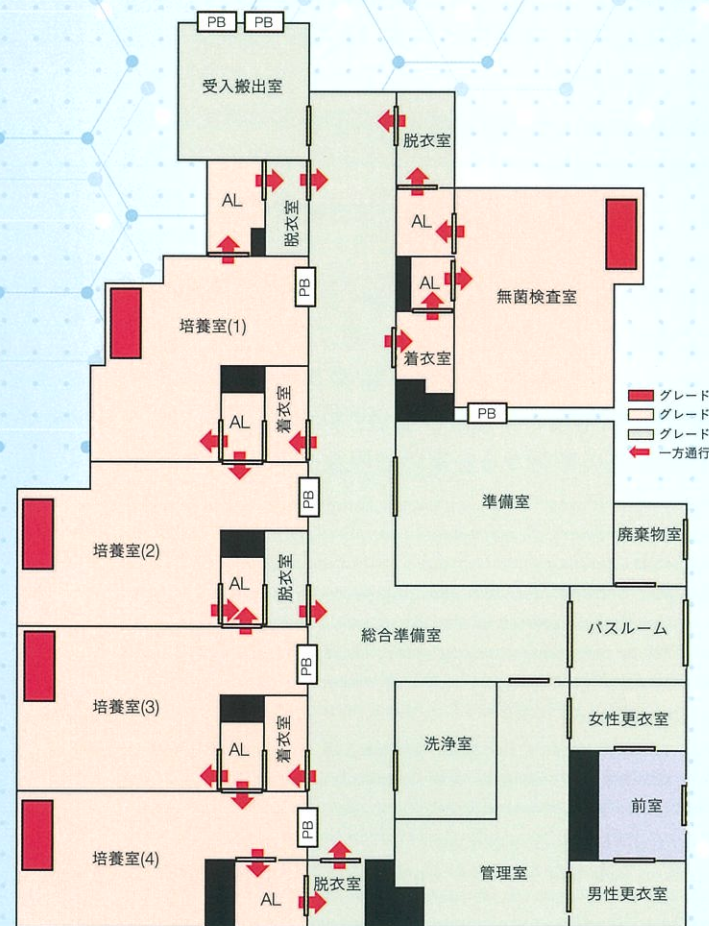 PB PB
受入搬出室
脱衣室
AL
脱衣室
AL
AL
無菌検査室
PB
培養室(1)
着衣室
AL
着衣室
PB
グレード
グレード
グレード
一方通行
PB
準備室
廃棄物室
培養室(2)
AL
脱衣室
総合準備室
パスルーム
PB
培養室(3)
AL
着衣室
洗浄室
女性更衣室
前室
PB
培養室(4)
AL
脱衣室
管理室
男性更衣室